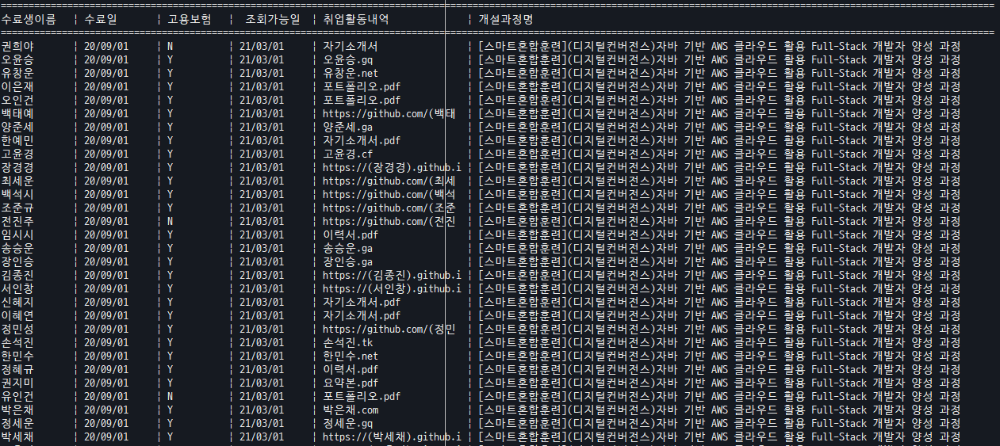 수료생이름 ¦ 수료일 ¦ 고용보험 ¦ 조회가능일 ¦ 취업활동내역 ¦ 개설과정명
권희야 ¦ 20/09/01 ¦ N ¦ 21/03/01 ¦ 자기소개서 ¦ [스마트혼합훈련](디지털컨버전스)자바 기반 AWS 클라우드 활용 Full-Stack 개발자 양성 과정
오윤승 ¦ 20/09/01 ¦ Y ¦ 21/03/01 ¦ 오윤승.gq ¦ [스마트혼합훈련](디지털컨버전스)자바 기반 AWS 클라우드 활용 Full-Stack 개발자 양성 과정
유창운 ¦ 20/09/01 ¦ Y ¦ 21/03/01 ¦ 유창운.net ¦ [스마트혼합훈련](디지털컨버전스)자바 기반 AWS 클라우드 활용 Full-Stack 개발자 양성 과정
이은재 ¦ 20/09/01 ¦ Y ¦ 21/03/01 ¦ 포트폴리오.pdf ¦ [스마트혼합훈련](디지털컨버전스)자바 기반 AWS 클라우드 활용 Full-Stack 개발자 양성 과정
오인건 ¦ 20/09/01 ¦ Y ¦ 21/03/01 ¦ 포트폴리오.pdf ¦ [스마트혼합훈련](디지털컨버전스)자바 기반 AWS 클라우드 활용 Full-Stack 개발자 양성 과정
백태예 ¦ 20/09/01 ¦ Y ¦ 21/03/01 ¦ https://github.com/(백태 ¦ [스마트혼합훈련](디지털컨버전스)자바 기반 AWS 클라우드 활용 Full-Stack 개발자 양성 과정
양준세 ¦ 20/09/01 ¦ Y ¦ 21/03/01 ¦ 양준세.ga ¦ [스마트혼합훈련](디지털컨버전스)자바 기반 AWS 클라우드 활용 Full-Stack 개발자 양성 과정
한예민 ¦ 20/09/01 ¦ Y ¦ 21/03/01 ¦ 자기소개서.pdf ¦ [스마트혼합훈련](디지털컨버전스)자바 기반 AWS 클라우드 활용 Full-Stack 개발자 양성 과정
고윤경 ¦ 20/09/01 ¦ Y ¦ 21/03/01 ¦ 고윤경.cf ¦ [스마트혼합훈련](디지털컨버전스)자바 기반 AWS 클라우드 활용 Full-Stack 개발자 양성 과정
장경경 ¦ 20/09/01 ¦ Y ¦ 21/03/01 ¦ https://(장경경).github.i ¦ [스마트혼합훈련](디지털컨버전스)자바 기반 AWS 클라우드 활용 Full-Stack 개발자 양성 과정
최세운 ¦ 20/09/01 ¦ Y ¦ 21/03/01 ¦ https://github.com/(최세 ¦ [스마트혼합훈련](디지털컨버전스)자바 기반 AWS 클라우드 활용 Full-Stack 개발자 양성 과정
백석시 ¦ 20/09/01 ¦ Y ¦ 21/03/01 ¦ https://github.com/(백석 ¦ [스마트혼합훈련](디지털컨버전스)자바 기반 AWS 클라우드 활용 Full-Stack 개발자 양성 과정
조준규 ¦ 20/09/01 ¦ Y ¦ 21/03/01 ¦ https://github.com/(조준 ¦ [스마트혼합훈련](디지털컨버전스)자바 기반 AWS 클라우드 활용 Full-Stack 개발자 양성 과정
전진주 ¦ 20/09/01 ¦ N ¦ 21/03/01 ¦ https://github.com/(전진 ¦ [스마트혼합훈련](디지털컨버전스)자바 기반 AWS 클라우드 활용 Full-Stack 개발자 양성 과정
임시시 ¦ 20/09/01 ¦ Y ¦ 21/03/01 ¦ 이력서.pdf ¦ [스마트혼합훈련](디지털컨버전스)자바 기반 AWS 클라우드 활용 Full-Stack 개발자 양성 과정
송승운 ¦ 20/09/01 ¦ Y ¦ 21/03/01 ¦ 송승운.ga ¦ [스마트혼합훈련](디지털컨버전스)자바 기반 AWS 클라우드 활용 Full-Stack 개발자 양성 과정
장인승 ¦ 20/09/01 ¦ Y ¦ 21/03/01 ¦ 장인승.ga ¦ [스마트혼합훈련](디지털컨버전스)자바 기반 AWS 클라우드 활용 Full-Stack 개발자 양성 과정
김종진 ¦ 20/09/01 ¦ Y ¦ 21/03/01 ¦ https://(김종진).github.i ¦ [스마트혼합훈련](디지털컨버전스)자바 기반 AWS 클라우드 활용 Full-Stack 개발자 양성 과정
서인창 ¦ 20/09/01 ¦ Y ¦ 21/03/01 ¦ https://(서인창).github.i ¦ [스마트혼합훈련](디지털컨버전스)자바 기반 AWS 클라우드 활용 Full-Stack 개발자 양성 과정
신혜지 ¦ 20/09/01 ¦ Y ¦ 21/03/01 ¦ 자기소개서.pdf ¦ [스마트혼합훈련](디지털컨버전스)자바 기반 AWS 클라우드 활용 Full-Stack 개발자 양성 과정
이혜연 ¦ 20/09/01 ¦ Y ¦ 21/03/01 ¦ 자기소개서.pdf ¦ [스마트혼합훈련](디지털컨버전스)자바 기반 AWS 클라우드 활용 Full-Stack 개발자 양성 과정
정민성 ¦ 20/09/01 ¦ Y ¦ 21/03/01 ¦ https://github.com/(정민 ¦ [스마트혼합훈련](디지털컨버전스)자바 기반 AWS 클라우드 활용 Full-Stack 개발자 양성 과정
손석진 ¦ 20/09/01 ¦ Y ¦ 21/03/01 ¦ 손석진.tk ¦ [스마트혼합훈련](디지털컨버전스)자바 기반 AWS 클라우드 활용 Full-Stack 개발자 양성 과정
한민수 ¦ 20/09/01 ¦ Y ¦ 21/03/01 ¦ 한민수.net ¦ [스마트혼합훈련](디지털컨버전스)자바 기반 AWS 클라우드 활용 Full-Stack 개발자 양성 과정
정혜규 ¦ 20/09/01 ¦ Y ¦ 21/03/01 ¦ 이력서.pdf ¦ [스마트혼합훈련](디지털컨버전스)자바 기반 AWS 클라우드 활용 Full-Stack 개발자 양성 과정
권지미 ¦ 20/09/01 ¦ Y ¦ 21/03/01 ¦ 요약본.pdf ¦ [스마트혼합훈련](디지털컨버전스)자바 기반 AWS 클라우드 활용 Full-Stack 개발자 양성 과정
유인건 ¦ 20/09/01 ¦ N ¦ 21/03/01 ¦ 포트폴리오.pdf ¦ [스마트혼합훈련](디지털컨버전스)자바 기반 AWS 클라우드 활용 Full-Stack 개발자 양성 과정
박은채 ¦ 20/09/01 ¦ Y ¦ 21/03/01 ¦ 박은채.com ¦ [스마트혼합훈련](디지털컨버전스)자바 기반 AWS 클라우드 활용 Full-Stack 개발자 양성 과정
정세운 ¦ 20/09/01 ¦ Y ¦ 21/03/01 ¦ 정세운.gq ¦ [스마트혼합훈련](디지털컨버전스)자바 기반 AWS 클라우드 활용 Full-Stack 개발자 양성 과정
박세채 ¦ 20/09/01 ¦ Y ¦ 21/03/01 ¦ https://(박세채).github.i ¦ [스마트혼합훈련](디지털컨버전스)자바 기반 AWS 클라우드 활용 Full-Stack 개발자 양성 과정